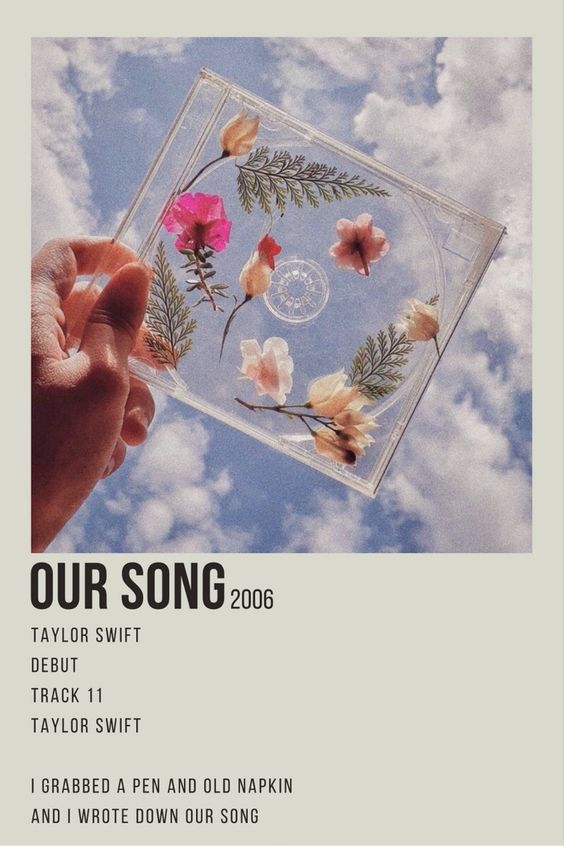 OUR SONG 2006
TAYLOR SWIFT
DEBUT
TRACK 11
TAYLOR SWIFT
I GRABBED A PEN AND OLD NAPKIN
AND I WROTE DOWN OUR SONG